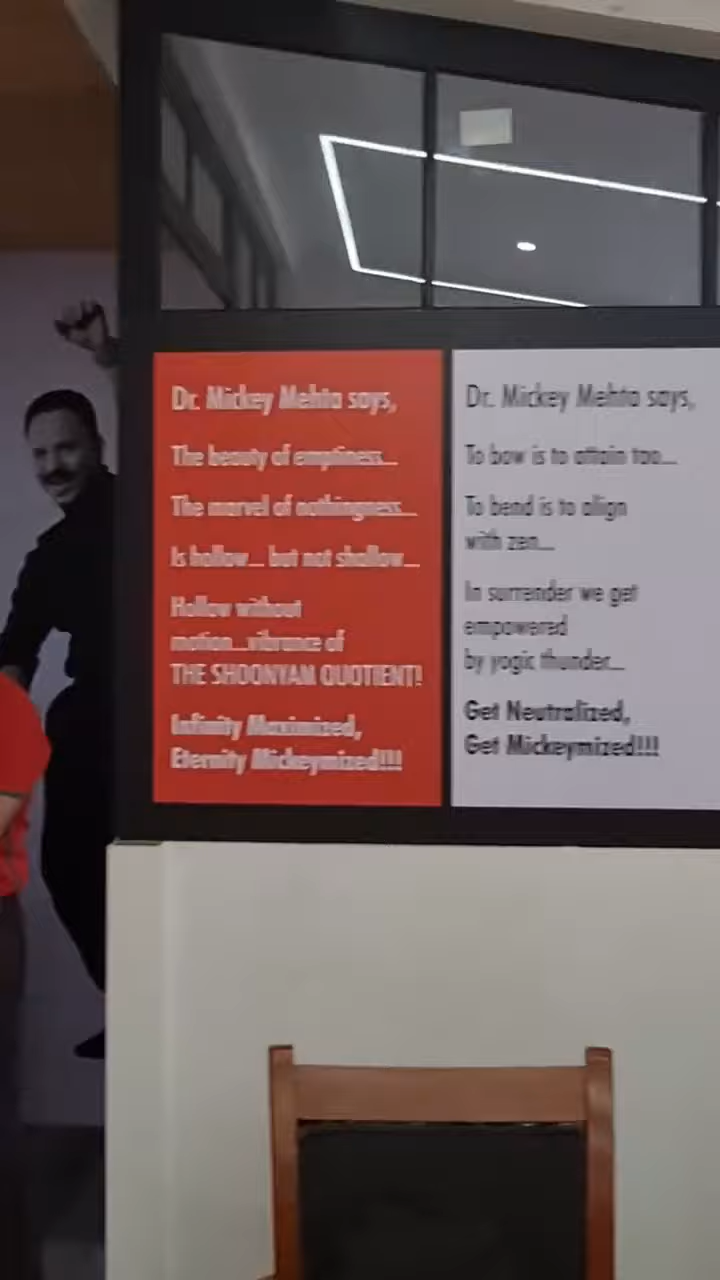 Dr. Mickey Mehta says,
The beauty of emptiness...
The marvel of nothingness...
Is hollow... but not shallow...
Hollow without
motion...vibrance of
THE SHOONYAM QUOTIENT!
Infinity Maximized,
Eternity Mickeymized!!!
Dr. Mickey Mehta says,
To bow is to attain tao...
To bend is to align
with zen...
In surrender we get
empowered
by yogic thunder...
Get Neutralized,
Get Mickeymized!!!